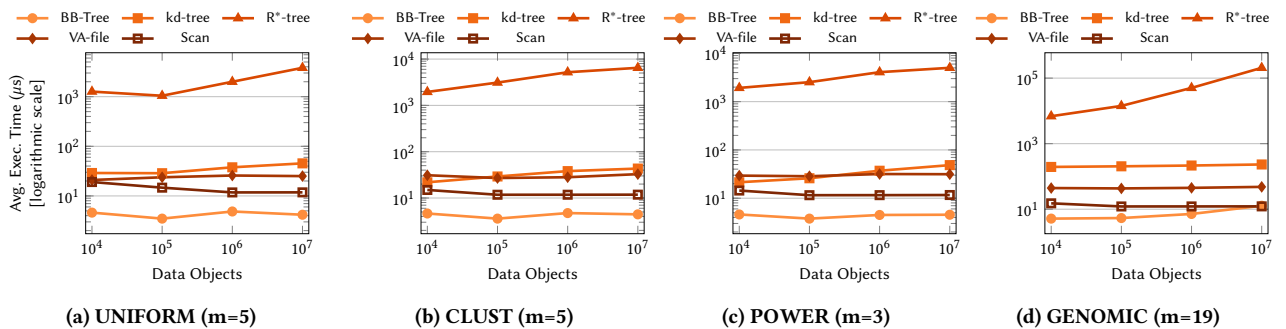 BB-Tree kd-tree R*-tree
VA-file Scan
Avg. Exec. Time (μs)
[logarithmic scale]
10^3
10^2
10^1
10^4 10^5 10^6 10^7
Data Objects
(a) UNIFORM (m=5)
BB-Tree kd-tree R*-tree
VA-file Scan
10^4
10^3
10^2
10^1
10^4 10^5 10^6 10^7
Data Objects
(b) CLUST (m=5)
BB-Tree kd-tree R*-tree
VA-file Scan
10^4
10^3
10^2
10^1
10^4 10^5 10^6 10^7
Data Objects
(c) POWER (m=3)
BB-Tree kd-tree R*-tree
VA-file Scan
10^5
10^3
10^1
10^4 10^5 10^6 10^7
Data Objects
(d) GENOMIC (m=19)